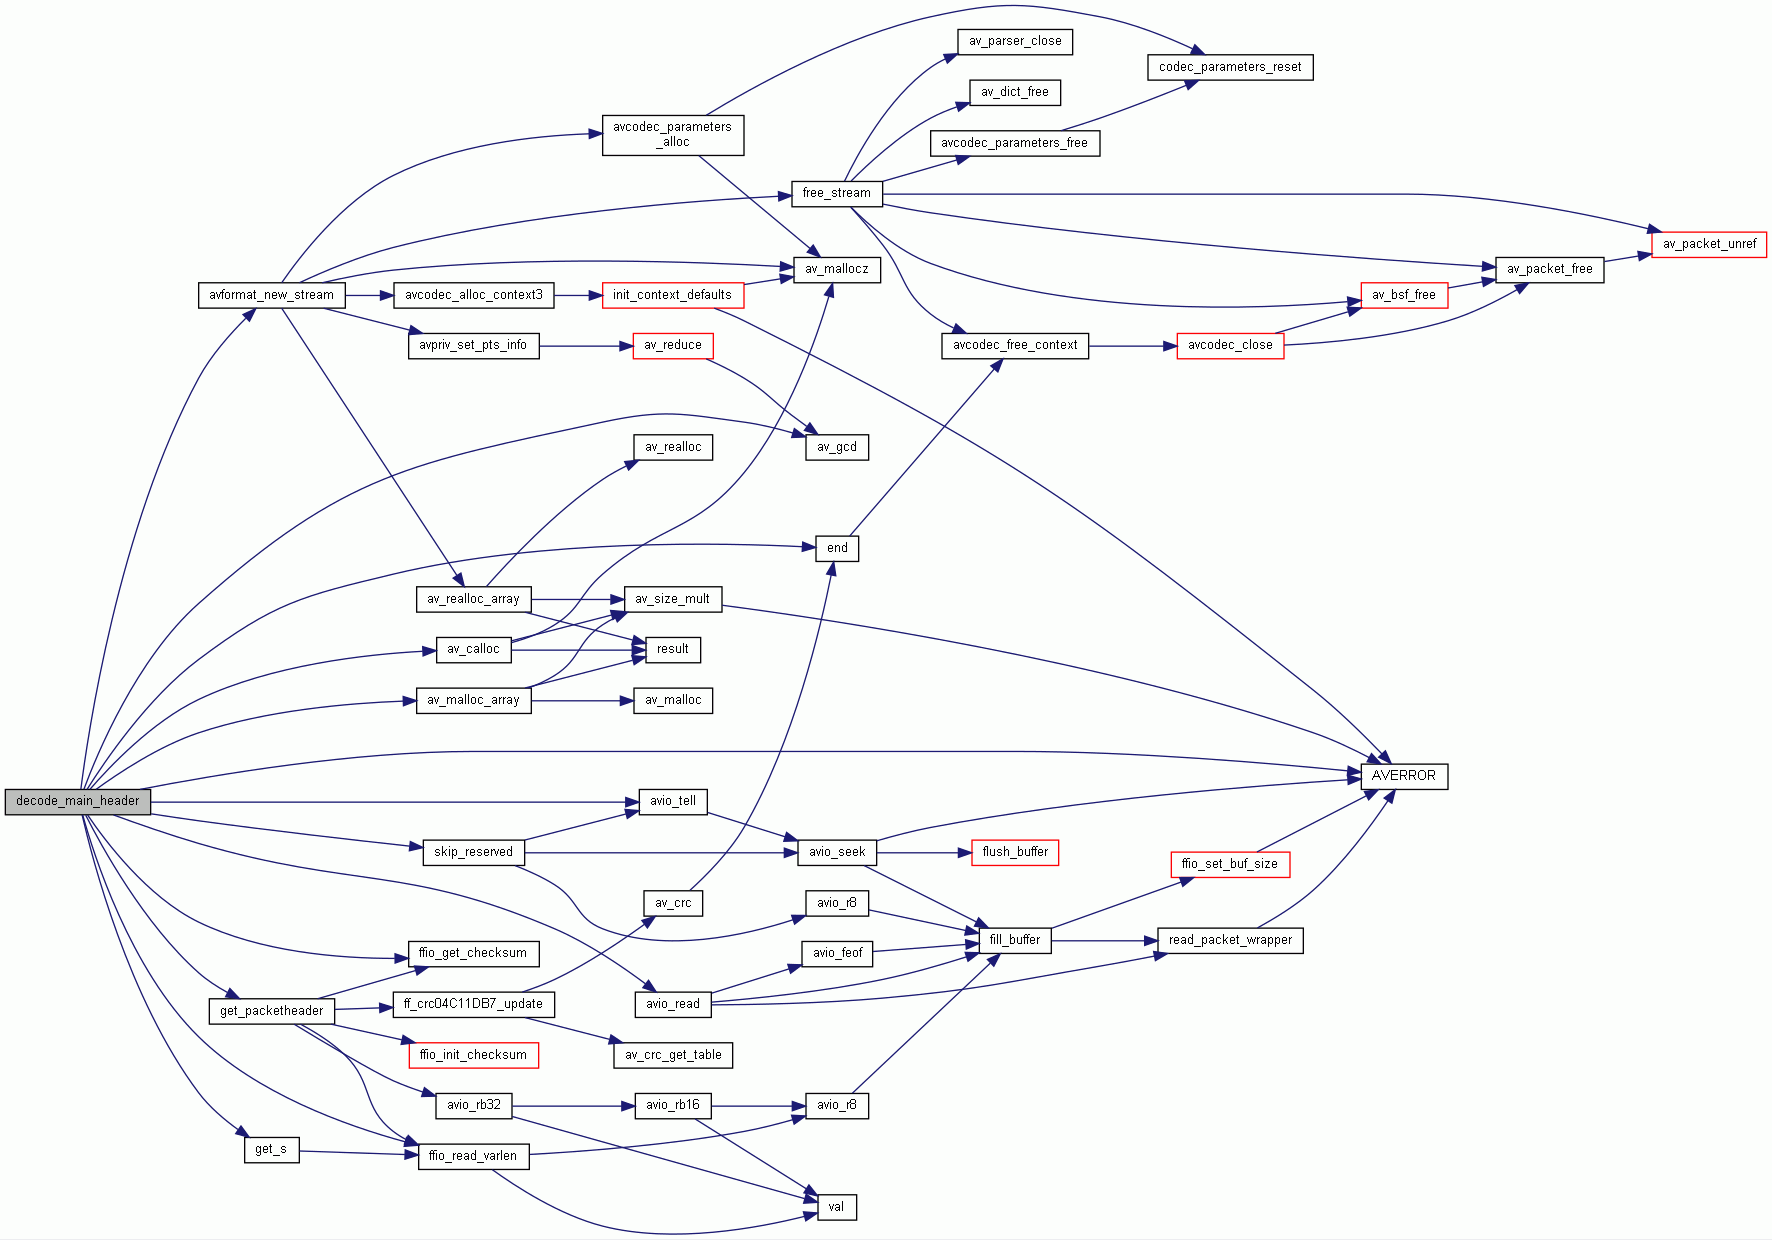 av_parser_close
codec_parameters_reset
av_dict_free
avcodec_parameters
_alloc
avcodec_parameters_free
free_stream
av_packet_unref
av_mallocz
av_packet_free
avformat_new_stream
avcodec_alloc_context3
init_context_defaults
av_bsf_free
avpriv_set_pts_info
av_reduce
avcodec_free_context
avcodec_close
av_realloc
av_gcd
end
av_realloc_array
av_size_mult
av_calloc
result
av_malloc_array
av_malloc
AVERROR
decode_main_header
avio_tell
skip_reserved
avio_seek
flush_buffer
ffio_set_buf_size
av_crc
avio_r8
fill_buffer
read_packet_wrapper
ffio_get_checksum
avio_feof
get_packetheader
ff_crc04C11DB7_update
avio_read
ffio_init_checksum
av_crc_get_table
avio_rb32
avio_rb16
avio_r8
get_s
ffio_read_varlen
val